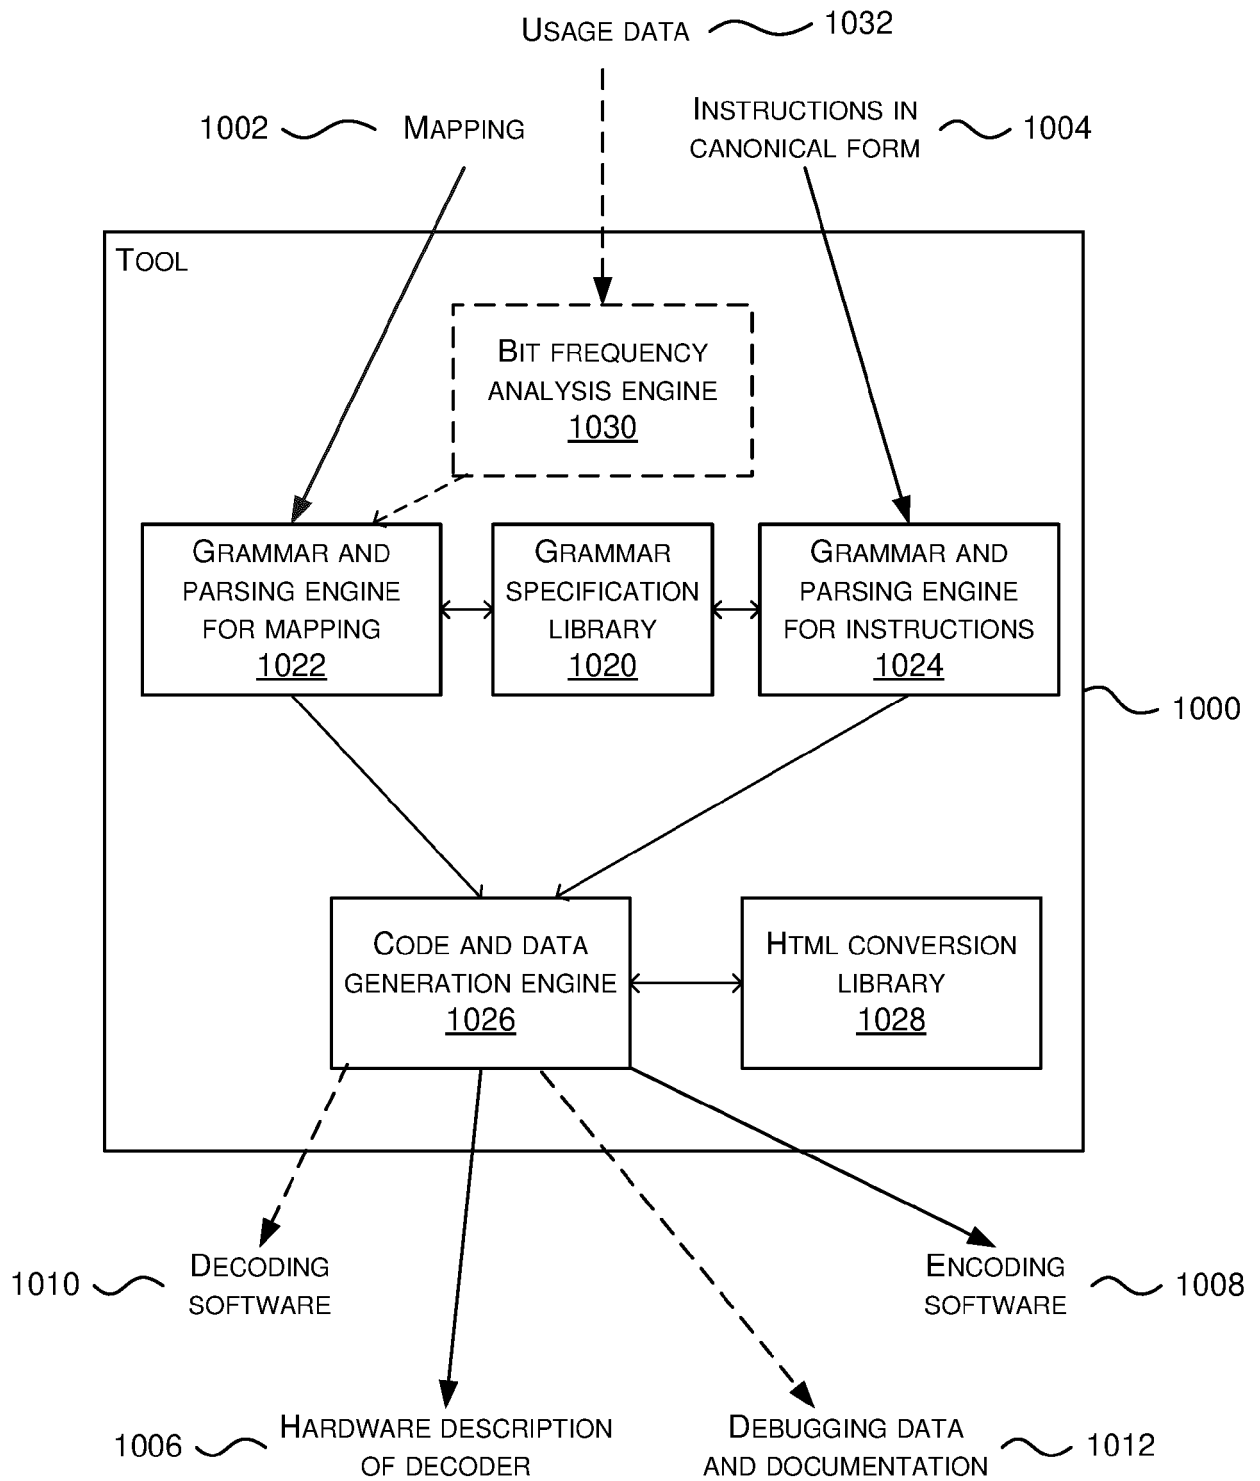 USAGE DATA 1032
1002 MAPPING
INSTRUCTIONS IN
CANONICAL FORM
1004
TOOL
BIT FREQUENCY
ANALYSIS ENGINE
1030
GRAMMAR AND
PARSING ENGINE
FOR MAPPING
1022
GRAMMAR
SPECIFICATION
LIBRARY
1020
GRAMMAR AND
PARSING ENGINE
FOR INSTRUCTIONS
1024
1000
CODE AND DATA
GENERATION ENGINE
1026
HTML CONVERSION
LIBRARY
1028
1010
DECODING
SOFTWARE
ENCODING
SOFTWARE
1008
1006
HARDWARE DESCRIPTION
OF DECODER
DEBUGGING DATA
AND DOCUMENTATION
1012